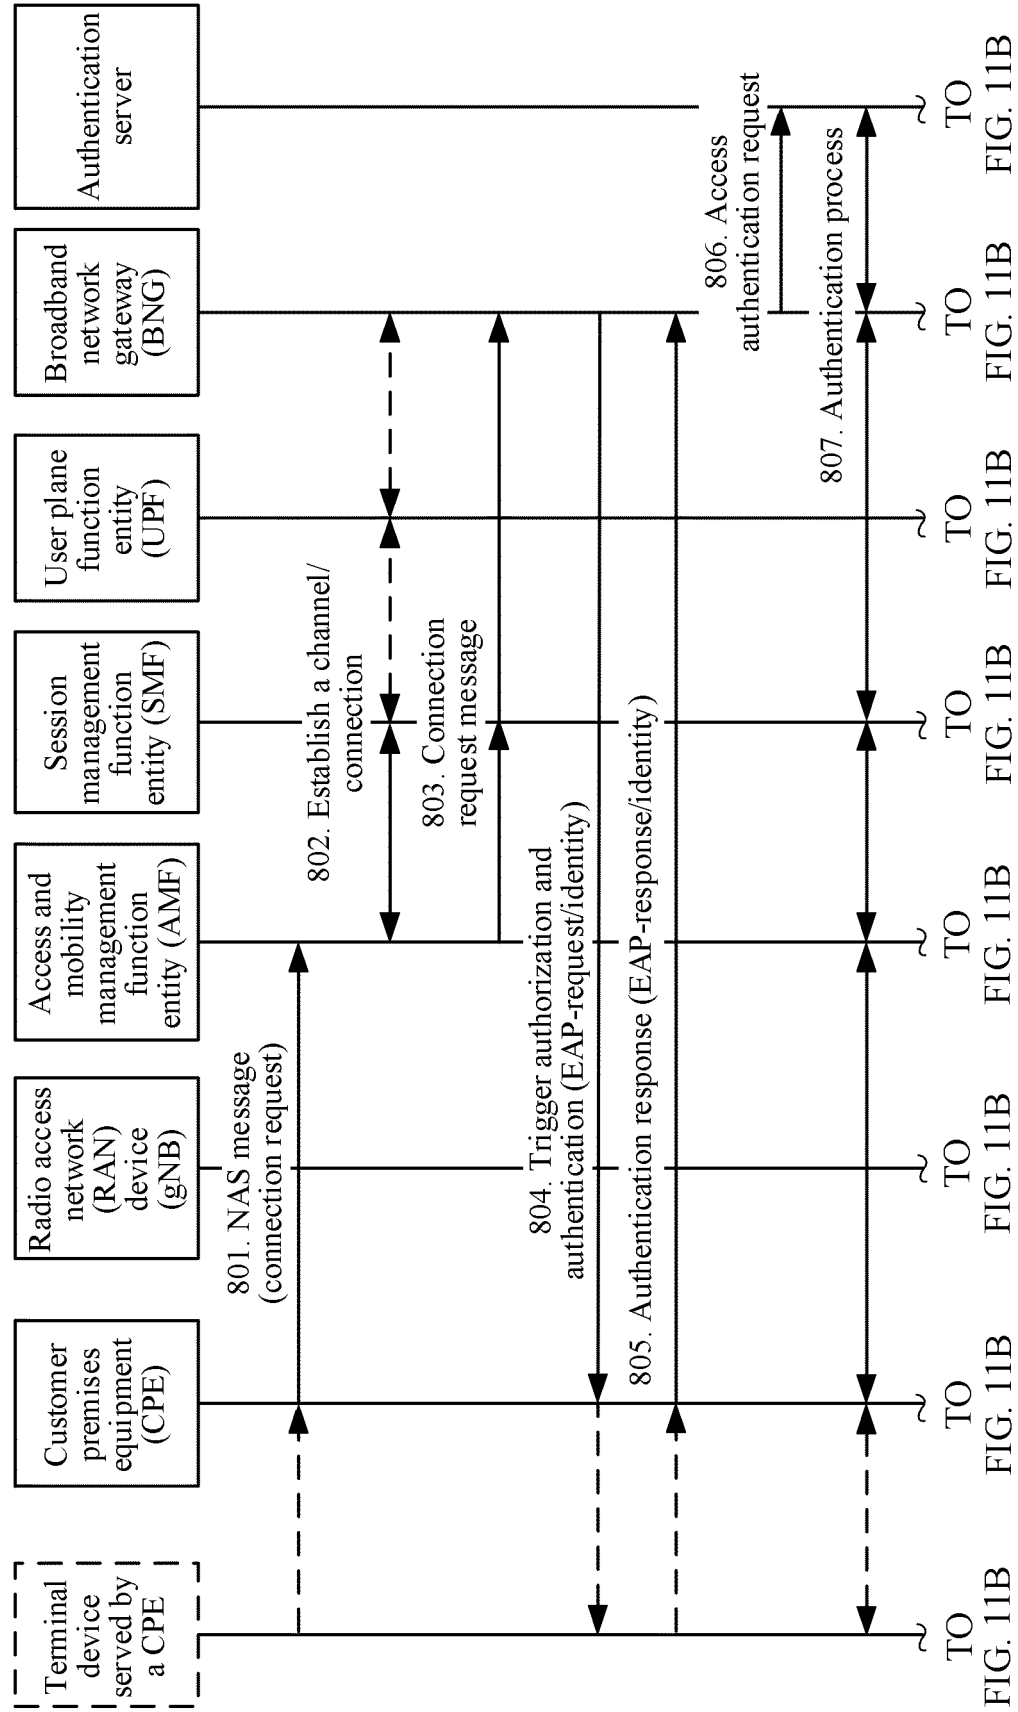 Terminal
device
served by
a CPE
Customer
premises
equipment
(CPE)
Radio access
network
(RAN)
device
(gNB)
Access and
mobility
management
function
entity (AMF)
Session
management
function
entity (SMF)
User plane
function
entity
(UPF)
Broadband
network
gateway
(BNG)
Authentication
server
801. NAS message
(connection request)
802. Establish a channel/
connection
803. Connection
request message
804. Trigger authorization and
authentication (EAP-request/identity)
805. Authentication response (EAP-response/identity)
806. Access
authentication request
807. Authentication process
TO
FIG. 11B
TO
FIG. 11B
TO
FIG. 11B
TO
FIG. 11B
TO
FIG. 11B
TO
FIG. 11B
TO
FIG. 11B
TO
FIG. 11B